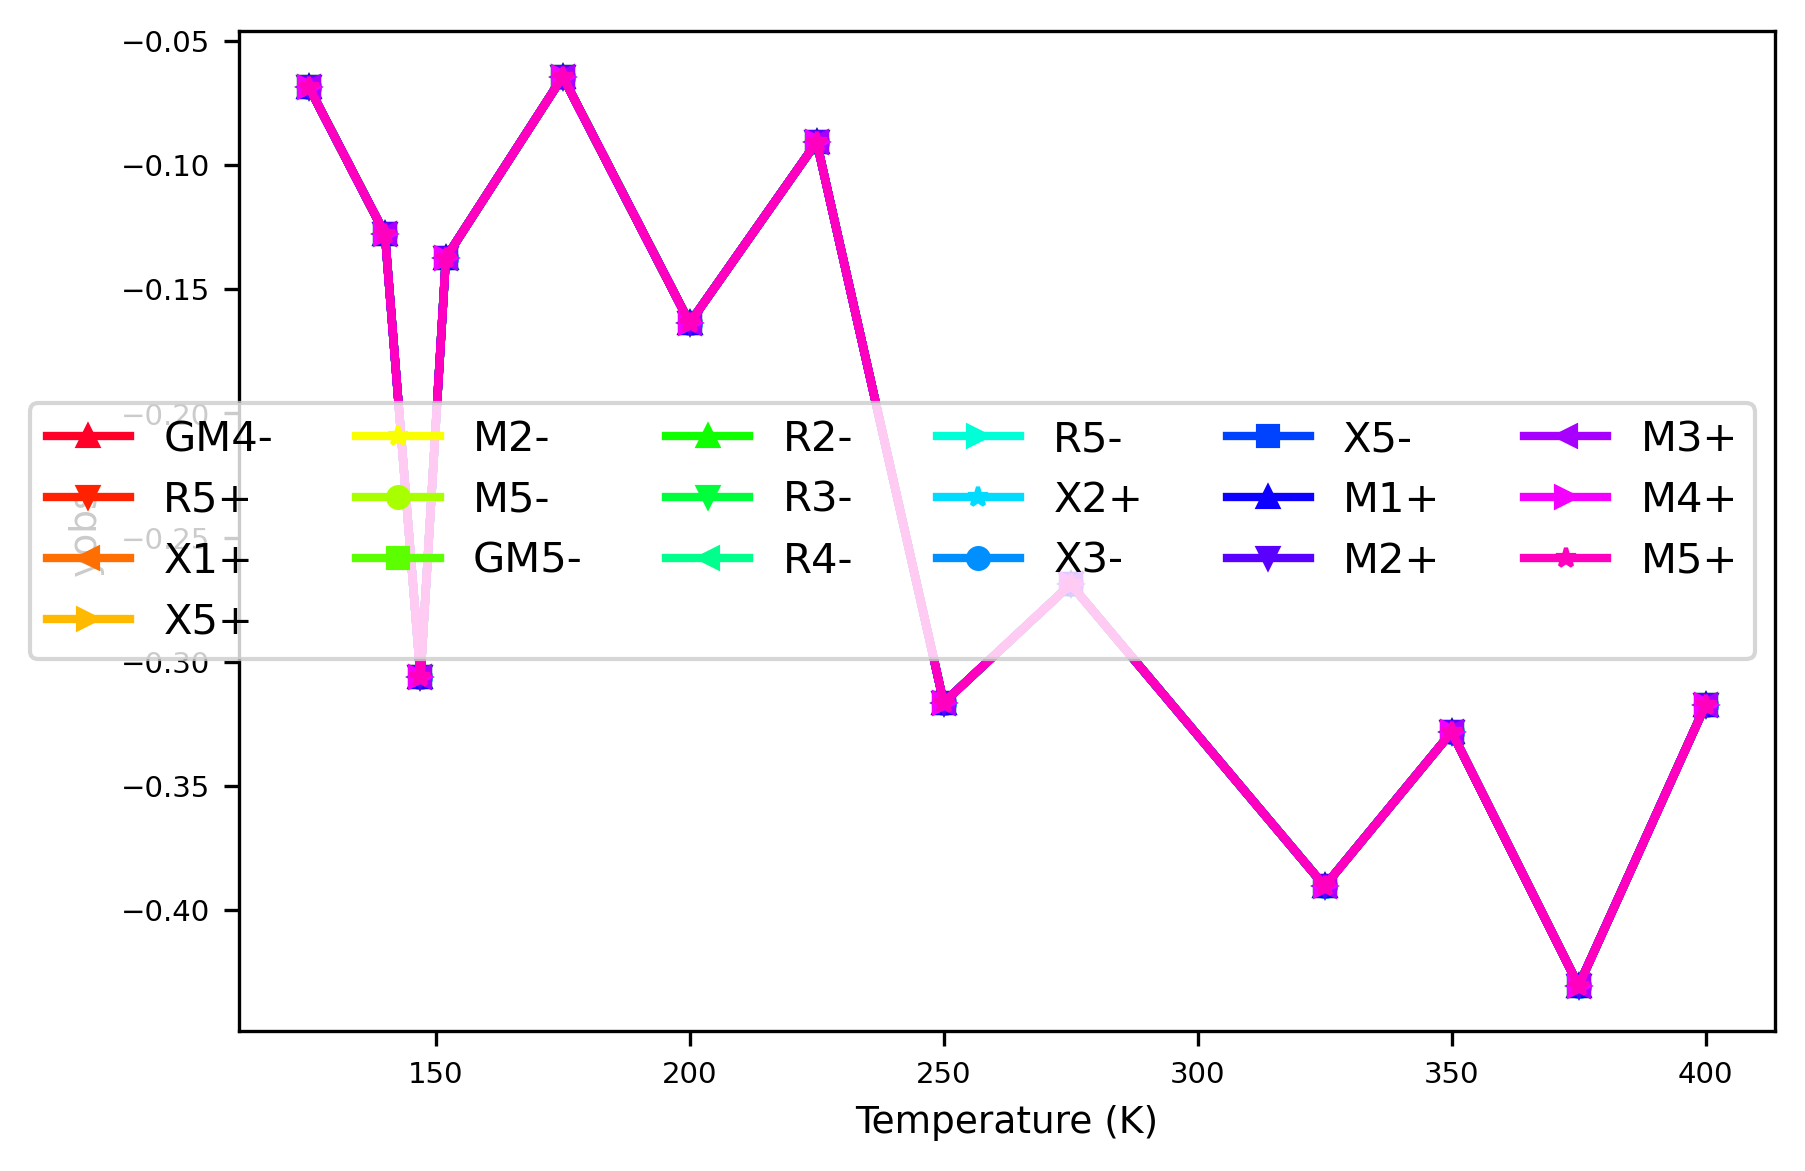 −0.05
−0.10
−0.15
−0.20
−0.25
−0.30
−0.35
−0.40
GM4- M2- R2- R5- X5- M3+
R5+ M5- R3- X2+ M1+ M4+
X1+ GM5- R4- X3- M2+ M5+
X5+
150 200 250 300 350 400
Temperature (K)